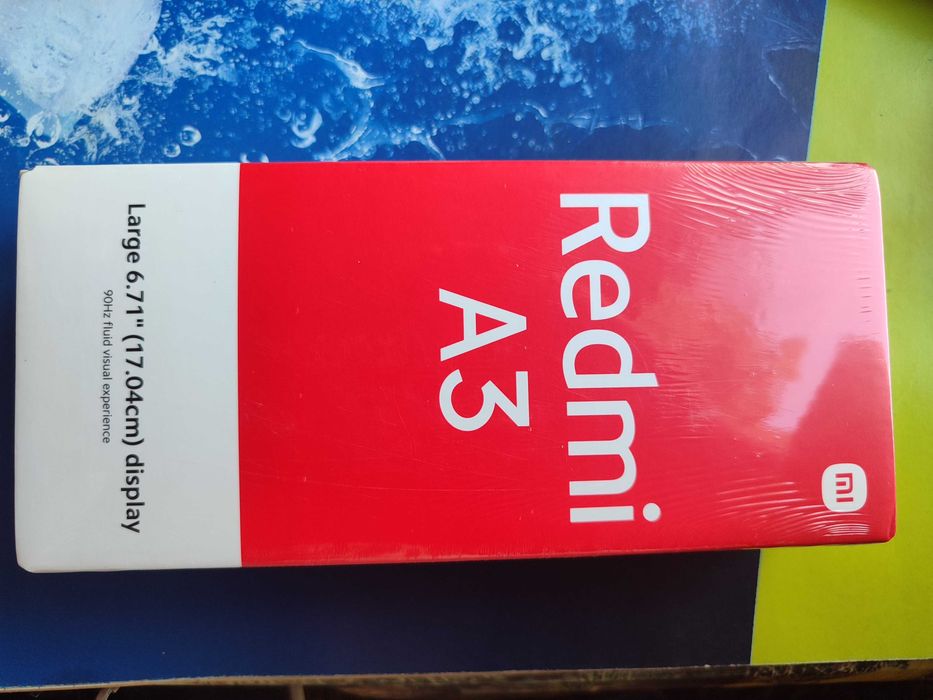 mi
Redmi
A3
Large 6.71" (17.04cm) display
90Hz fluid visual experience